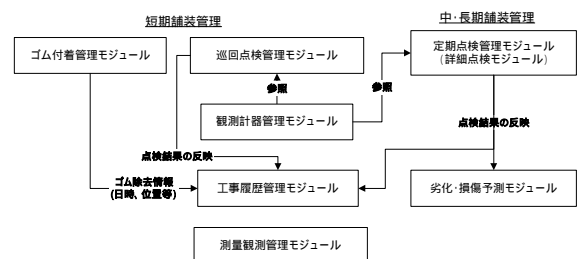 短期舗装管理
中・長期舗装管理
ゴム付着管理モジュール
巡回点検管理モジュール
定期点検管理モジュール
(詳細点検モジュール)
参照
参照
観測計器管理モジュール
点検結果の反映
点検結果の反映
ゴム除去情報
(日時、位置等)
工事履歴管理モジュール
劣化・損傷予測モジュール
測量観測管理モジュール